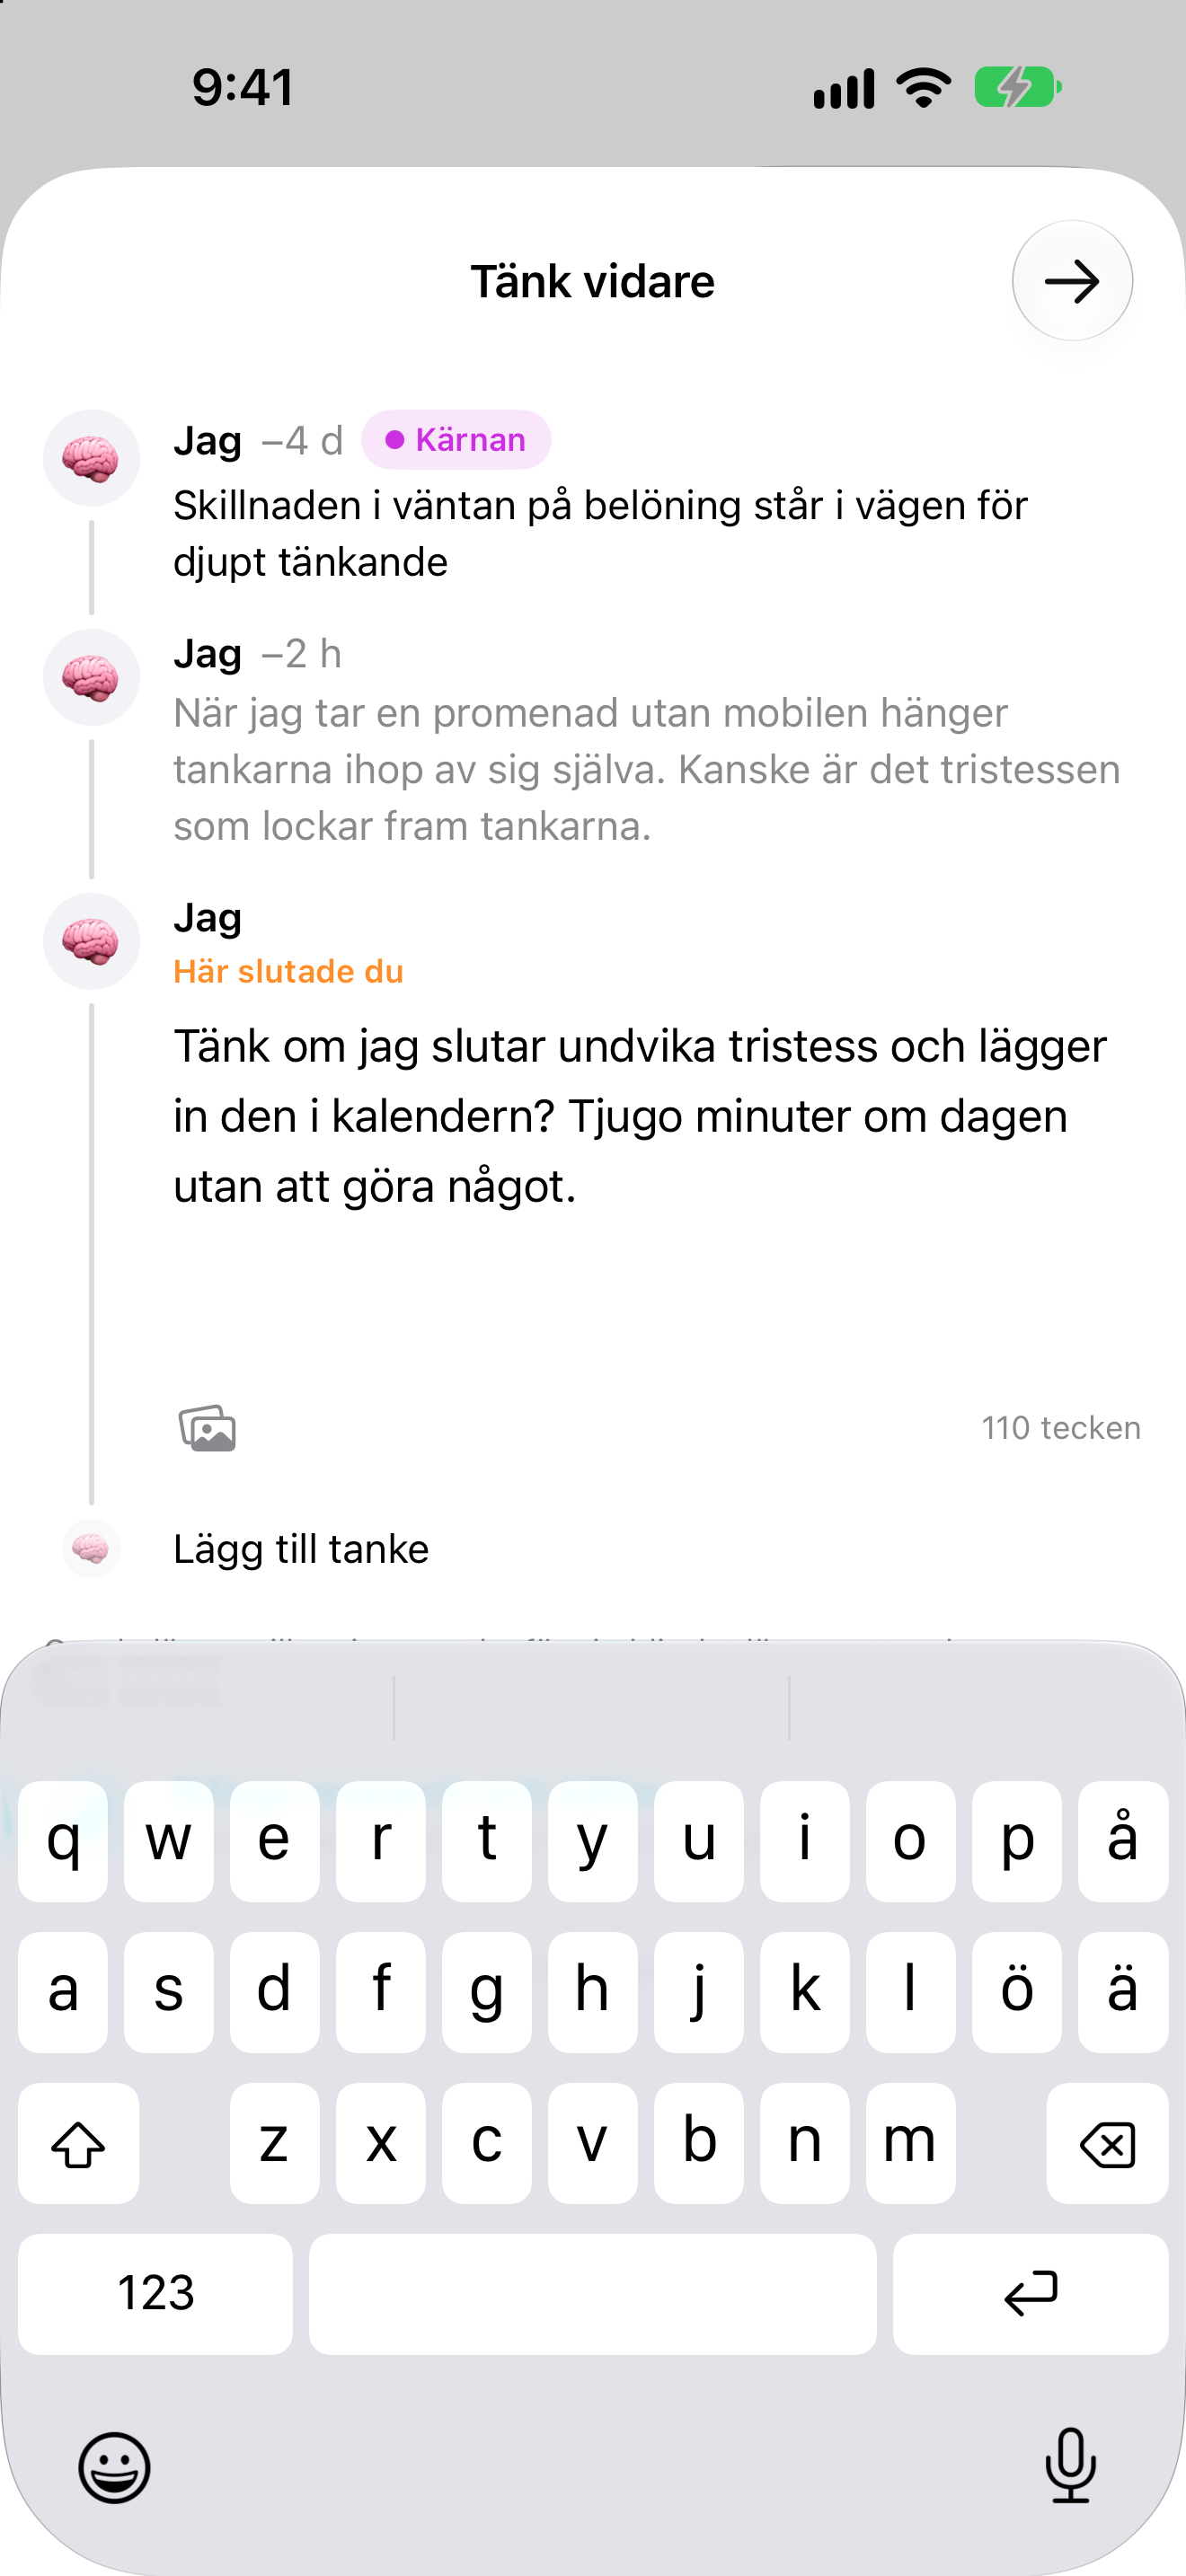 9:41
Tänk vidare
Jag –4 d Kärnan
Skillnaden i väntan på belöning står i vägen för
djupt tänkande
Jag –2 h
När jag tar en promenad utan mobilen hänger
tankarna ihop av sig själva. Kanske är det tristessen
som lockar fram tankarna.
Jag
Här slutade du
Tänk om jag slutar undvika tristess och lägger
in den i kalendern? Tjugo minuter om dagen
utan att göra något.
110 tecken
Lägg till tanke
q w e r t y u i o p å
a s d f g h j k l ö ä
z x c v b n m
123